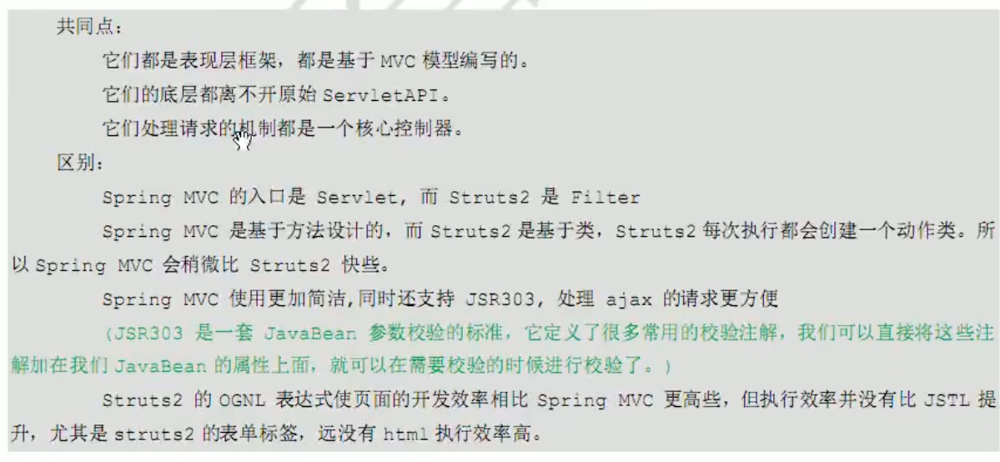 共同点：
它们都是表现层框架，都是基于 MVC 模型编写的。
它们的底层都离不开原始 ServletAPI。
它们处理请求的机制都是一个核心控制器。
区别：
Spring MVC 的入口是 Servlet, 而 Struts2 是 Filter
Spring MVC 是基于方法设计的，而 Struts2 是基于类，Struts2 每次执行都会创建一个动作类。所
以 Spring MVC 会稍微比 Struts2 快些。
Spring MVC 使用更加简洁,同时还支持 JSR303, 处理 ajax 的请求更方便
(JSR303 是一套 JavaBean 参数校验的标准，它定义了很多常用的校验注解，我们可以直接将这些注
解加在我们 JavaBean 的属性上面，就可以在需要校验的时候进行校验了。)
Struts2 的 OGNL 表达式使页面的开发效率相比 Spring MVC 更高些，但执行效率并没有比 JSTL 提
升，尤其是 struts2 的表单标签，远没有 html 执行效率高。